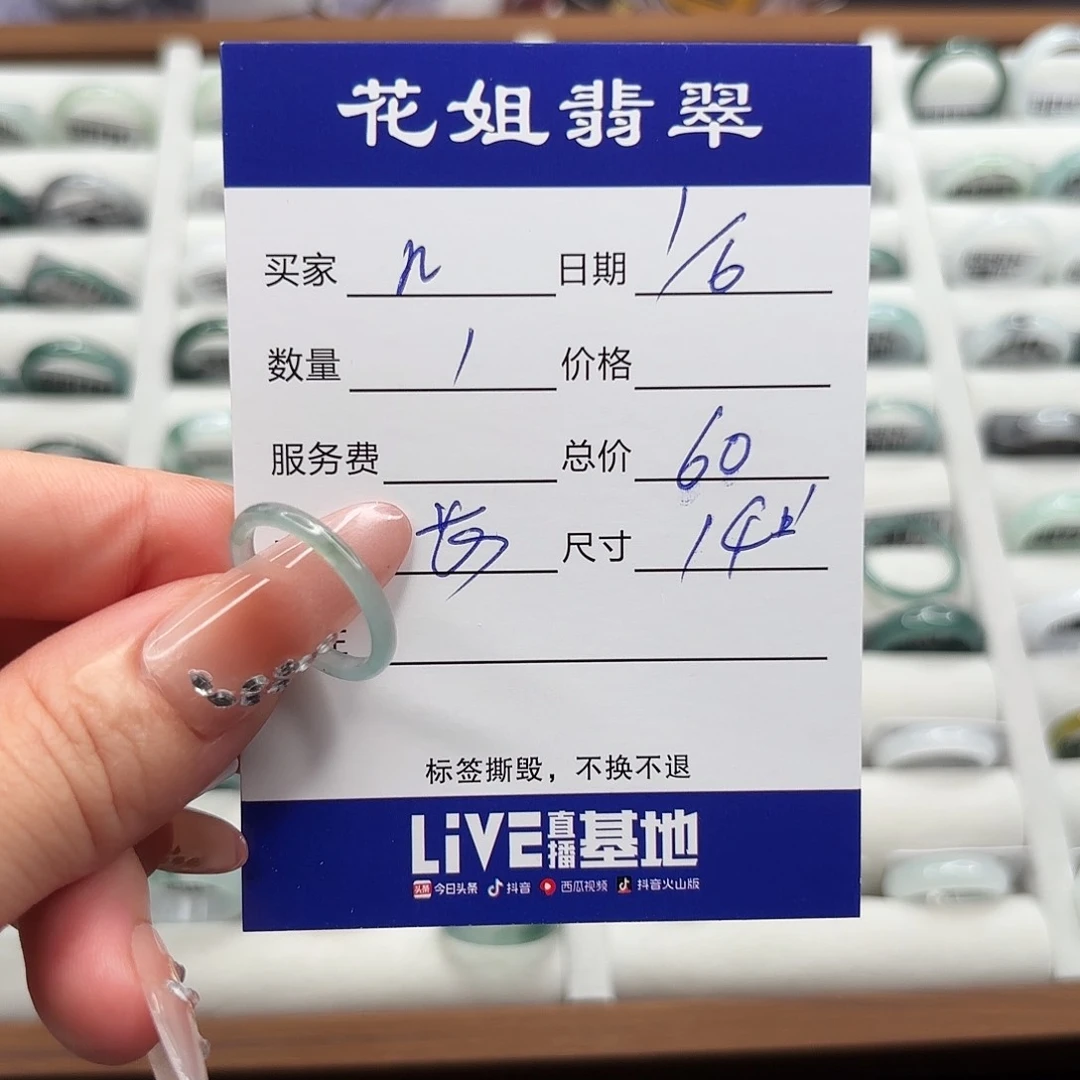 花姐翡翠
买家 n 日期 1/6
数量 1 价格
服务费 总价 60
尺寸 14
标签撕毁，不换不退
LiVE直播基地
头条 今日头条 抖音 西瓜视频 抖音火山版